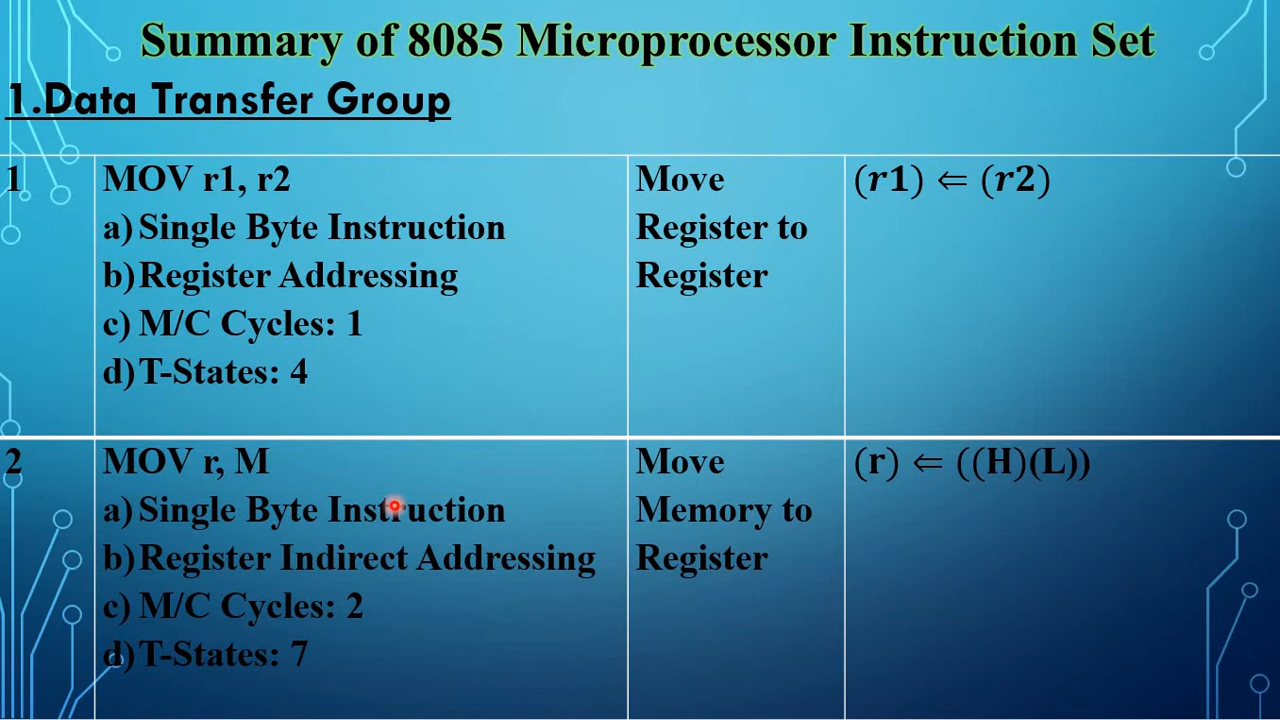 Summary of 8085 Microprocessor Instruction Set
1.Data Transfer Group
1
MOV r1, r2
a) Single Byte Instruction
b) Register Addressing
c) M/C Cycles: 1
d) T-States: 4
Move
Register to
Register
(r1) ⇐ (r2)
2
MOV r, M
a) Single Byte Instruction
b) Register Indirect Addressing
c) M/C Cycles: 2
d) T-States: 7
Move
Memory to
Register
(r) ⇐ ((H)(L))